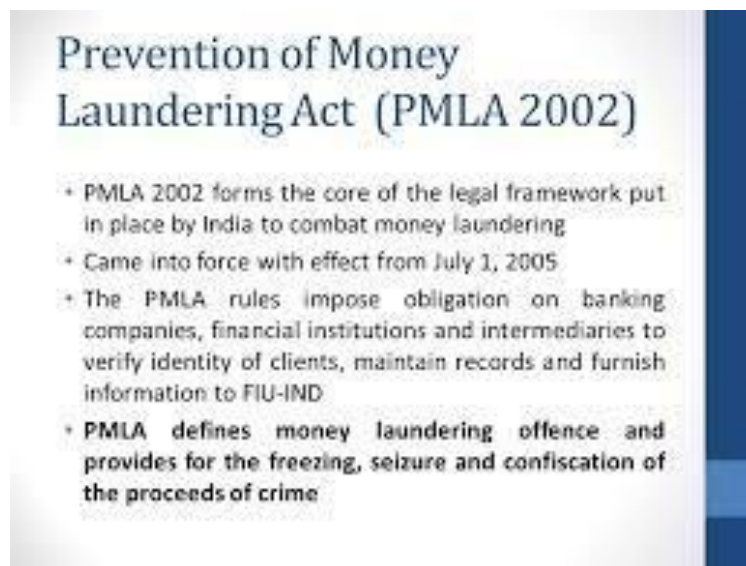 Prevention of Money
Laundering Act (PMLA 2002)
• PMLA 2002 forms the core of the legal framework put
in place by India to combat money laundering
• Came into force with effect from July 1, 2005
• The PMLA rules impose obligation on banking
companies, financial institutions and intermediaries to
verify identity of clients, maintain records and furnish
information to FIU-IND
• PMLA defines money laundering offence and
provides for the freezing, seizure and confiscation of
the proceeds of crime